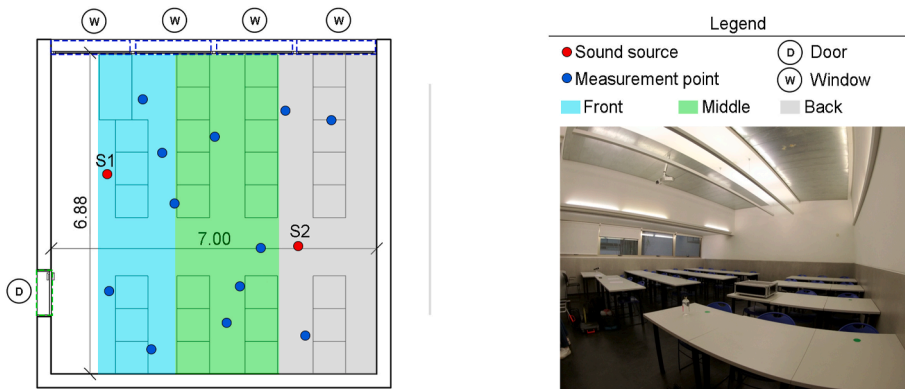 W W W W
S1
6.88
7.00
S2
D
Legend
Sound source
D Door
Measurement point
W Window
Front
Middle
Back